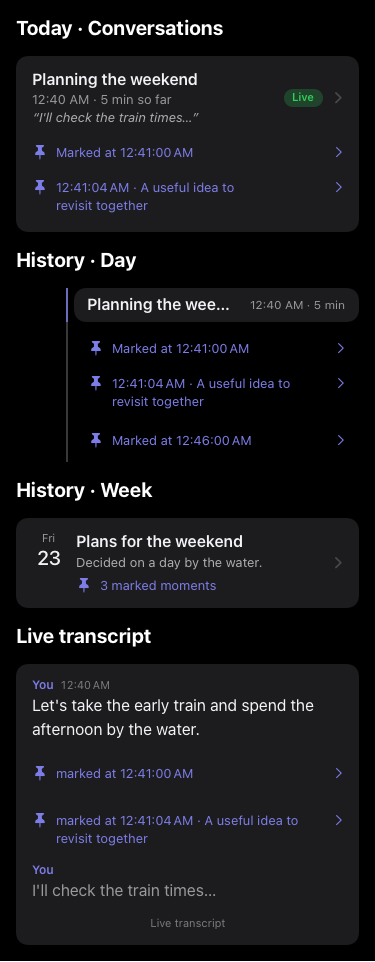 Today · Conversations
Planning the weekend
12:40 AM · 5 min so far
Live
“I'll check the train times…”
Marked at 12:41:00 AM
12:41:04 AM · A useful idea to
revisit together
History · Day
Planning the wee...
12:40 AM · 5 min
Marked at 12:41:00 AM
12:41:04 AM · A useful idea to
revisit together
Marked at 12:46:00 AM
History · Week
Fri
23
Plans for the weekend
Decided on a day by the water.
3 marked moments
Live transcript
You 12:40 AM
Let's take the early train and spend the
afternoon by the water.
marked at 12:41:00 AM
marked at 12:41:04 AM · A useful idea to
revisit together
You
I'll check the train times…
Live transcript